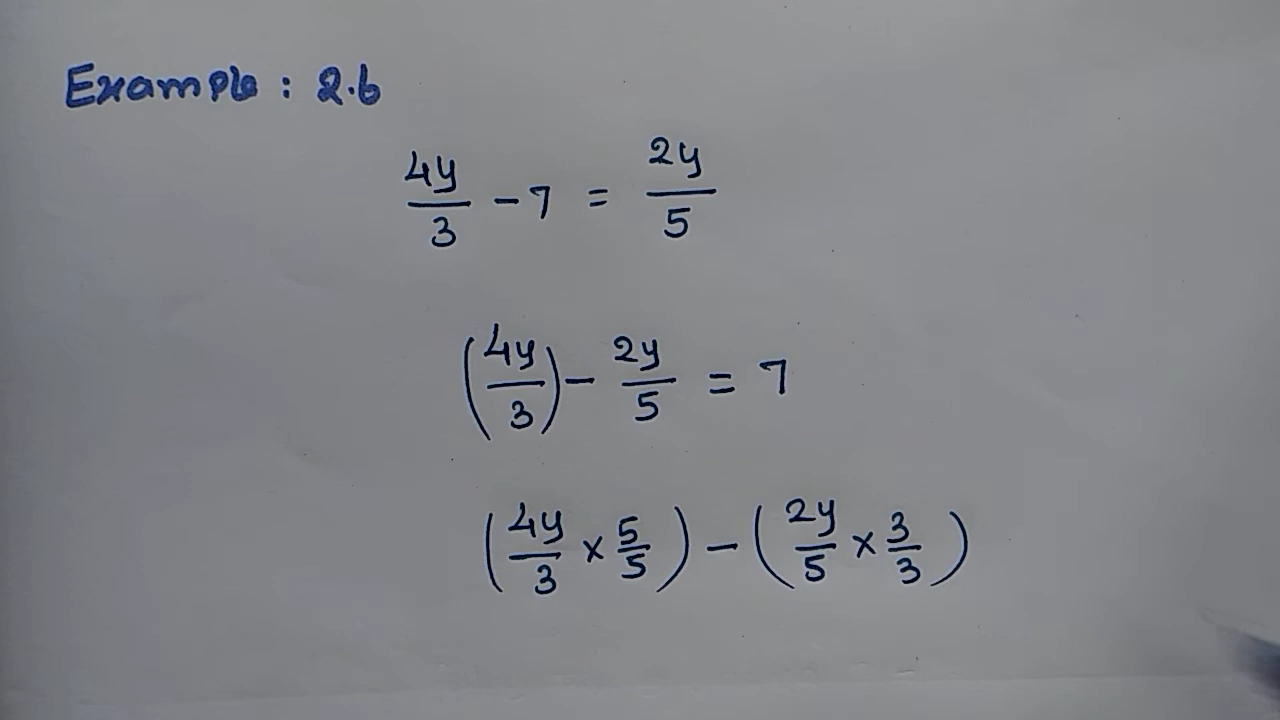 Example : 2.6
4y/3 - 7 = 2y/5
(4y/3) - 2y/5 = 7
(4y/3 × 5/5) - (2y/5 × 3/3)